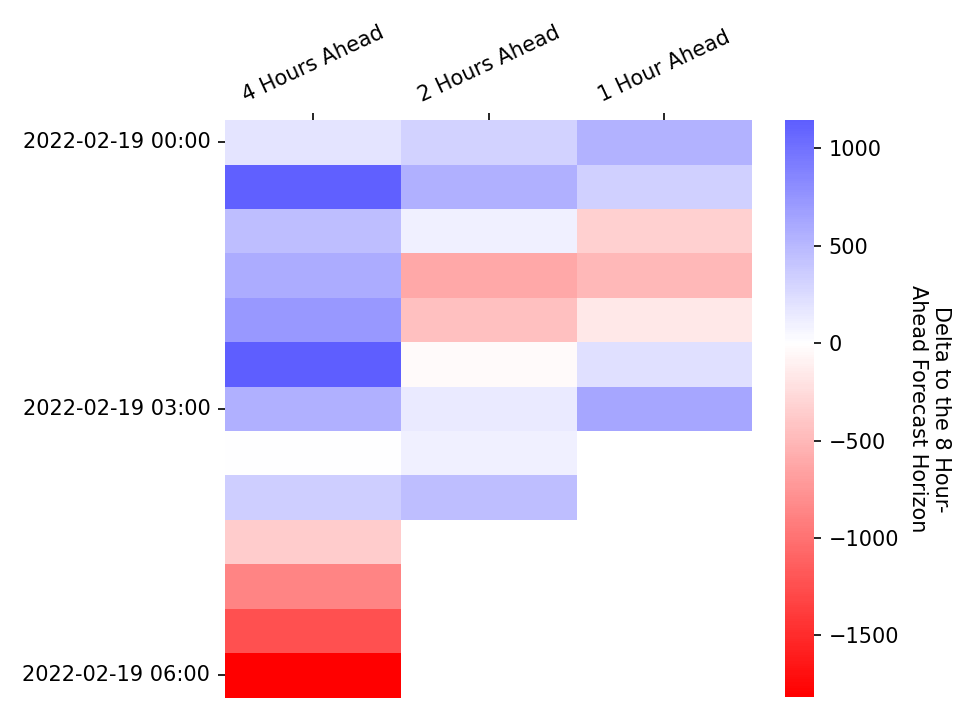 4 Hours Ahead
2 Hours Ahead
1 Hour Ahead
2022-02-19 00:00
2022-02-19 03:00
2022-02-19 06:00
1000
500
0
−500
−1000
−1500
Delta to the 8 Hour-
Ahead Forecast Horizon